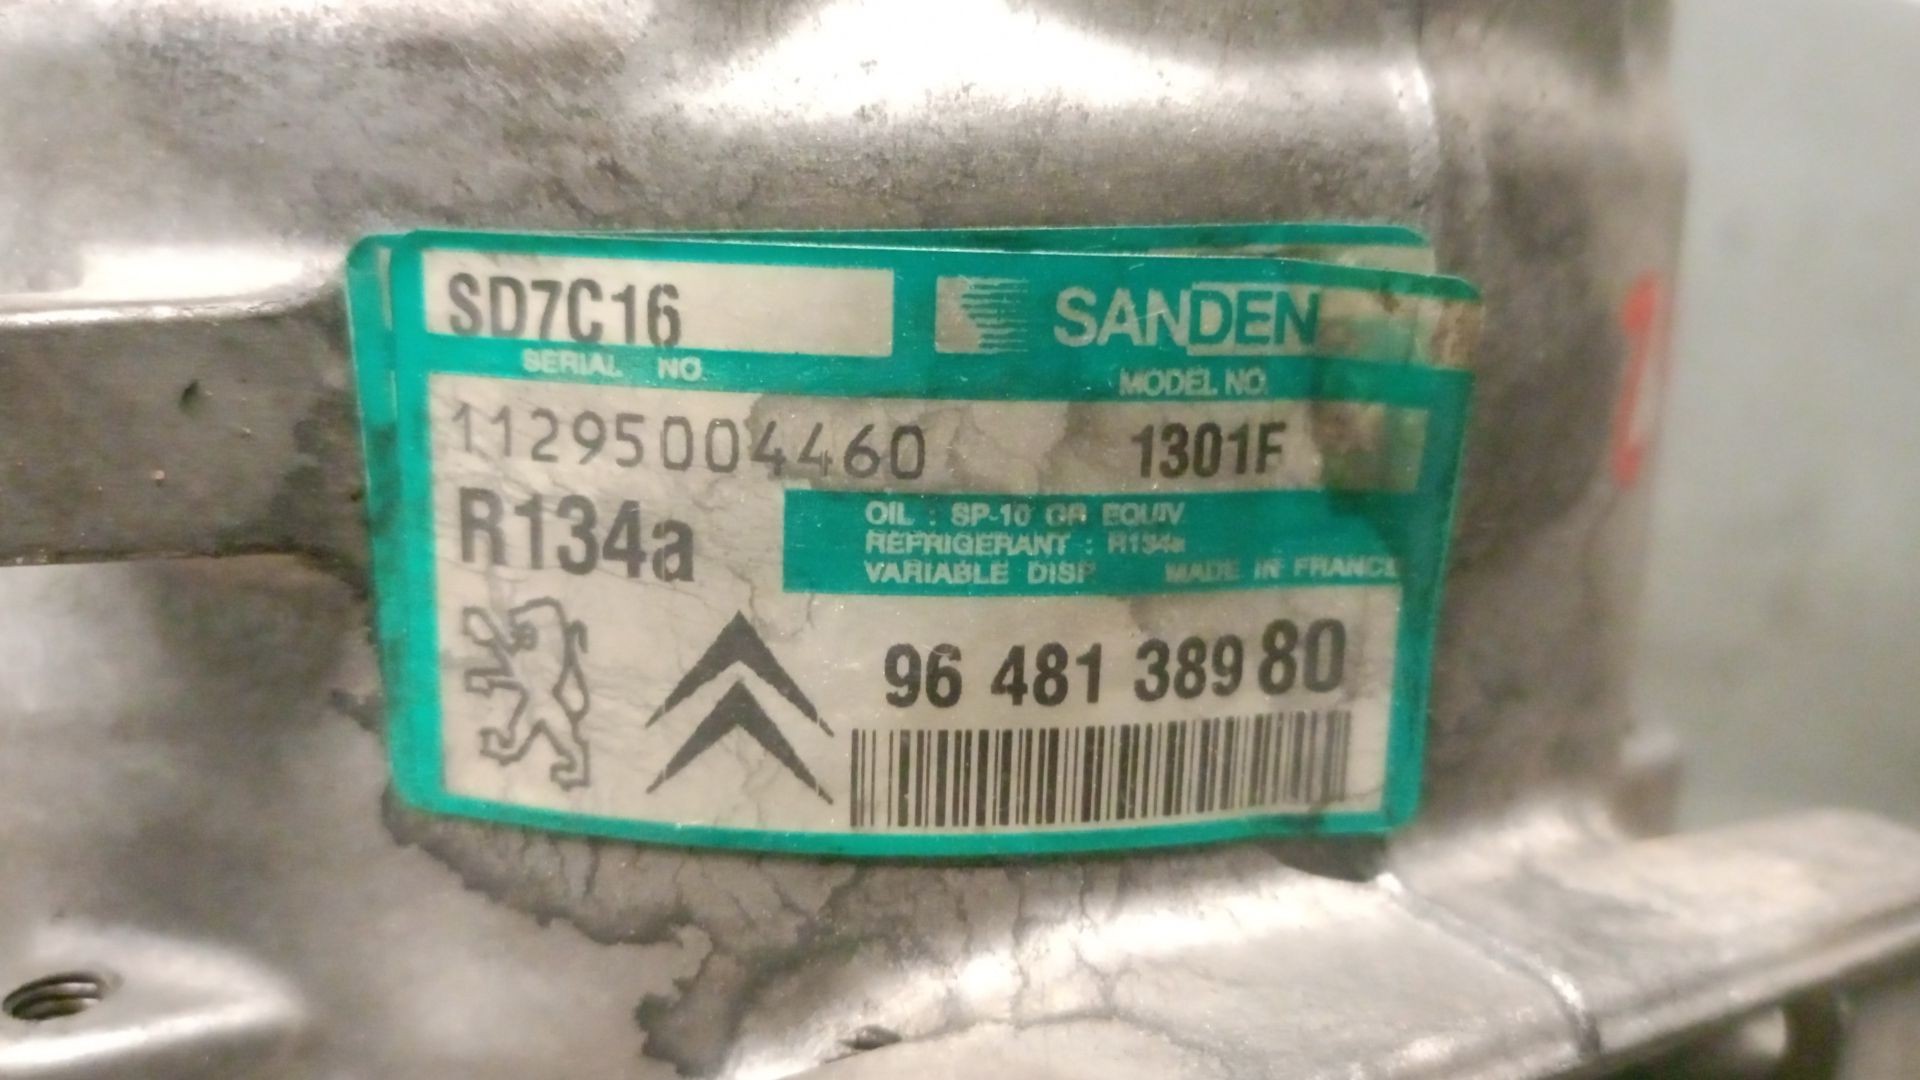 SD7C16
SANDEN
SERIAL NO.
MODEL NO.
11295004460
1301F
R134a
OIL : SP-10 OR EQUIV
REFRIGERANT : R134a
VARIABLE DISP. MADE IN FRANCE
96 481 389 80